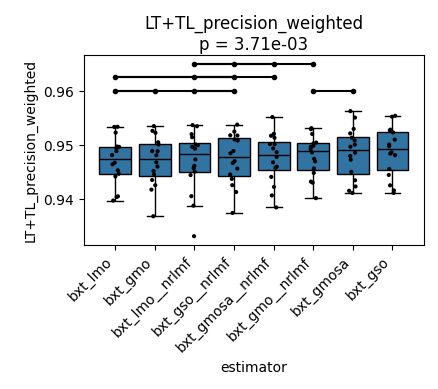 LT+TL_precision_weighted
p = 3.71e-03
LT+TL_precision_weighted
0.96
0.95
0.94
bxt_lmo
bxt_gmo
bxt_lmo__nrlmf
bxt_gso__nrlmf
bxt_gmosa__nrlmf
bxt_gmo__nrlmf
bxt_gmosa
bxt_gso
estimator